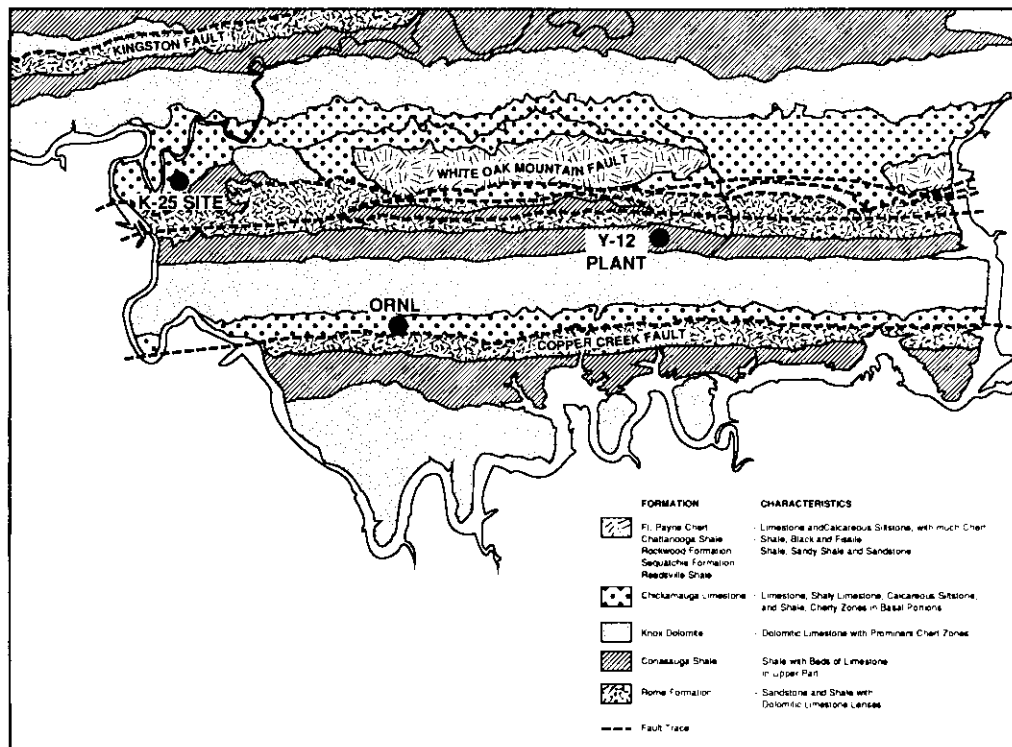 KINGSTON FAULT
WHITE OAK MOUNTAIN FAULT
K-25 SITE
Y-12
PLANT
ORNL
COPPER CREEK FAULT
FORMATION CHARACTERISTICS
Ft. Payne Chert - Limestone and Calcareous Siltstone, with much Chert
Chattanooga Shale - Shale, Black and Fissile
Rockwood Formation Shale, Sandy Shale and Sandstone
Sequatchie Formation
Reedsville Shale
Chickamauga Limestone - Limestone, Shaly Limestone, Calcareous Siltstone,
and Shale, Cherty Zones in Basal Portions
Knox Dolomite - Dolomitic Limestone with Prominent Chert Zones
Conasauga Shale Shale with Beds of Limestone
in Upper Part
Rome Formation - Sandstone and Shale with
Dolomitic Limestone Lenses
Fault Trace